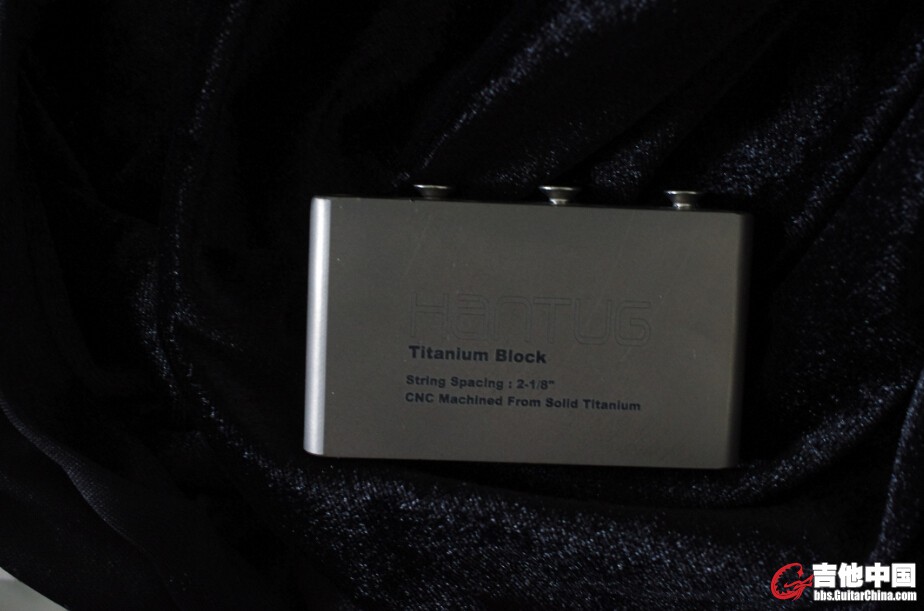 HANTUG
Titanium Block
String Spacing : 2-1/8"
CNC Machined From Solid Titanium
吉他中国
bbs.GuitarChina.com